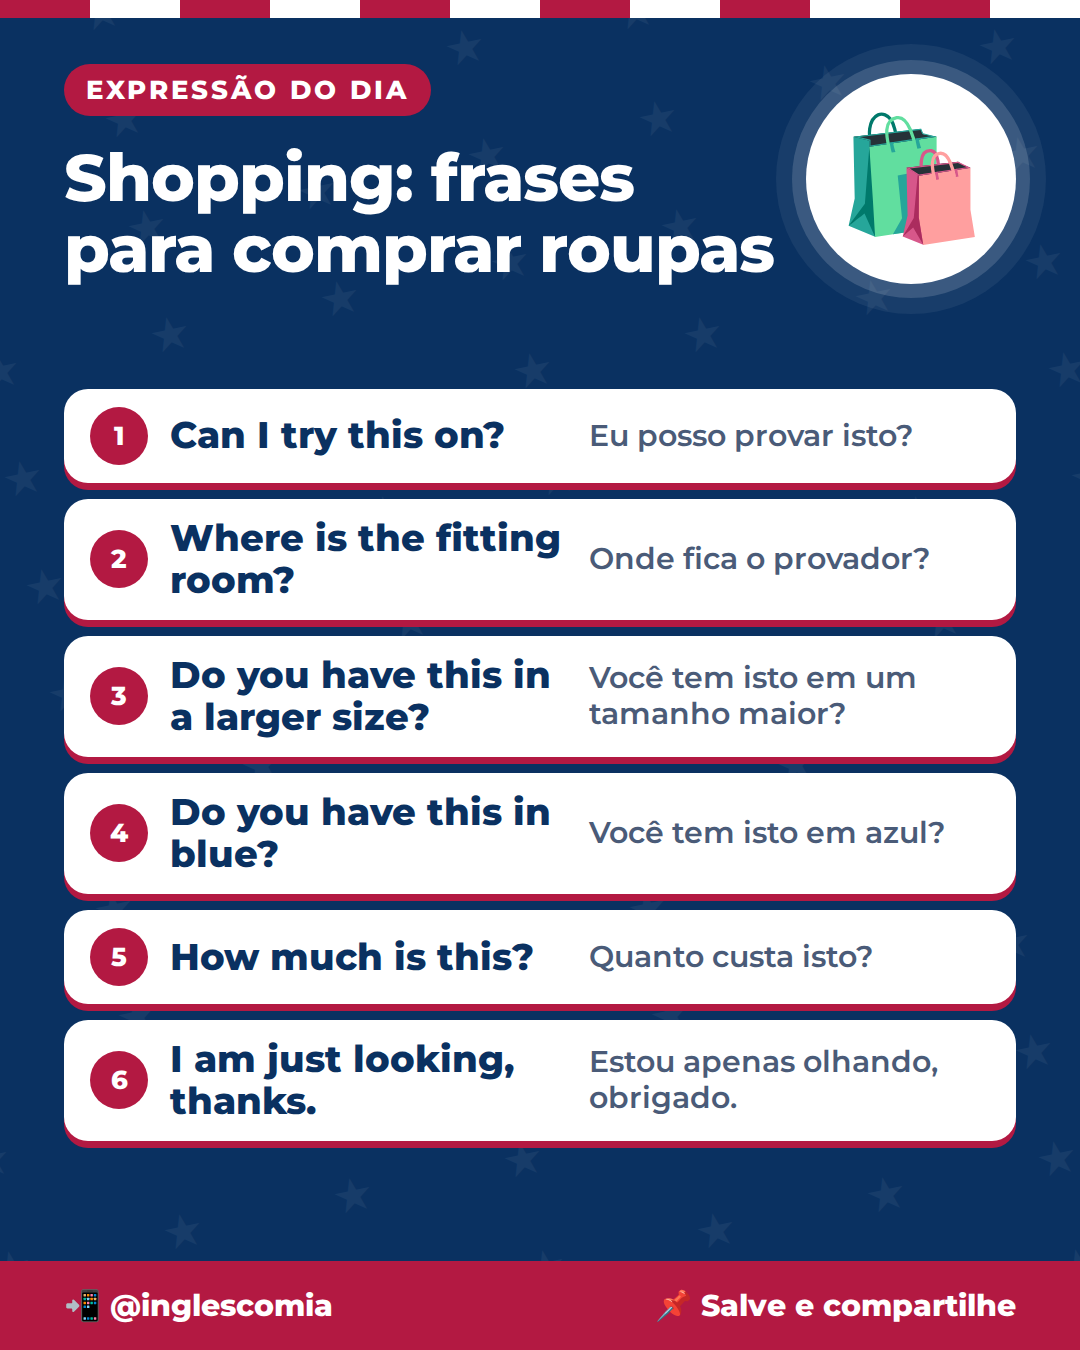 EXPRESSÃO DO DIA
Shopping: frases
para comprar roupas
1 Can I try this on? Eu posso provar isto?
2 Where is the fitting room? Onde fica o provador?
3 Do you have this in a larger size? Você tem isto em um tamanho maior?
4 Do you have this in blue? Você tem isto em azul?
5 How much is this? Quanto custa isto?
6 I am just looking, thanks. Estou apenas olhando, obrigado.
@inglescomia
Salve e compartilhe